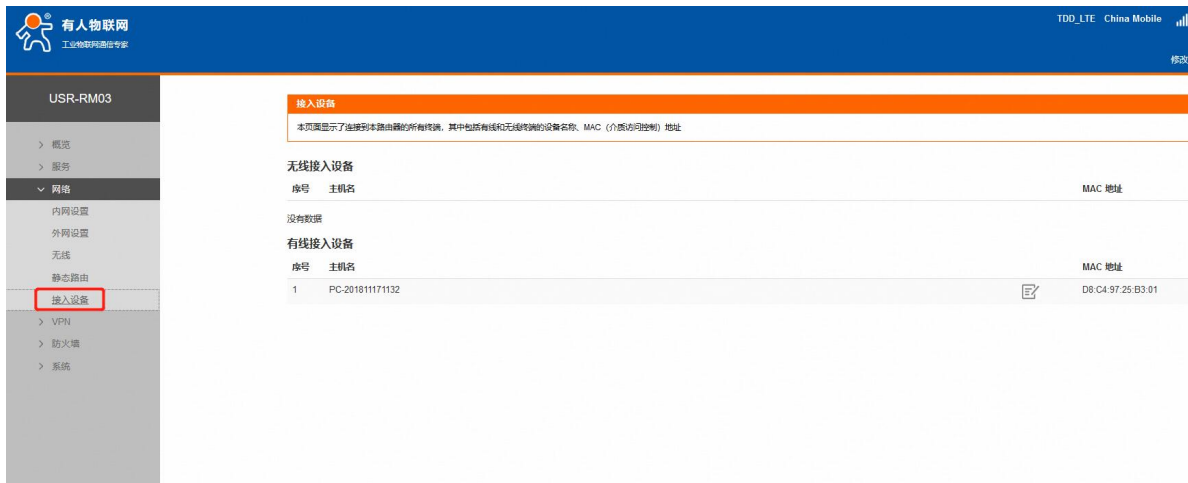 有人物联网
工业物联网通信专家
TDD_LTE China Mobile
修改
USR-RM03
概览
服务
网络
内网设置
外网设置
无线
静态路由
接入设备
VPN
防火墙
系统
接入设备
本页面显示了连接到本路由器的所有终端，其中包括有线和无线终端的设备名称、MAC（介质访问控制）地址
无线接入设备
序号 主机名 MAC 地址
没有数据
有线接入设备
序号 主机名 MAC 地址
1 PC-201811171132 D8:C4:97:25:B3:01